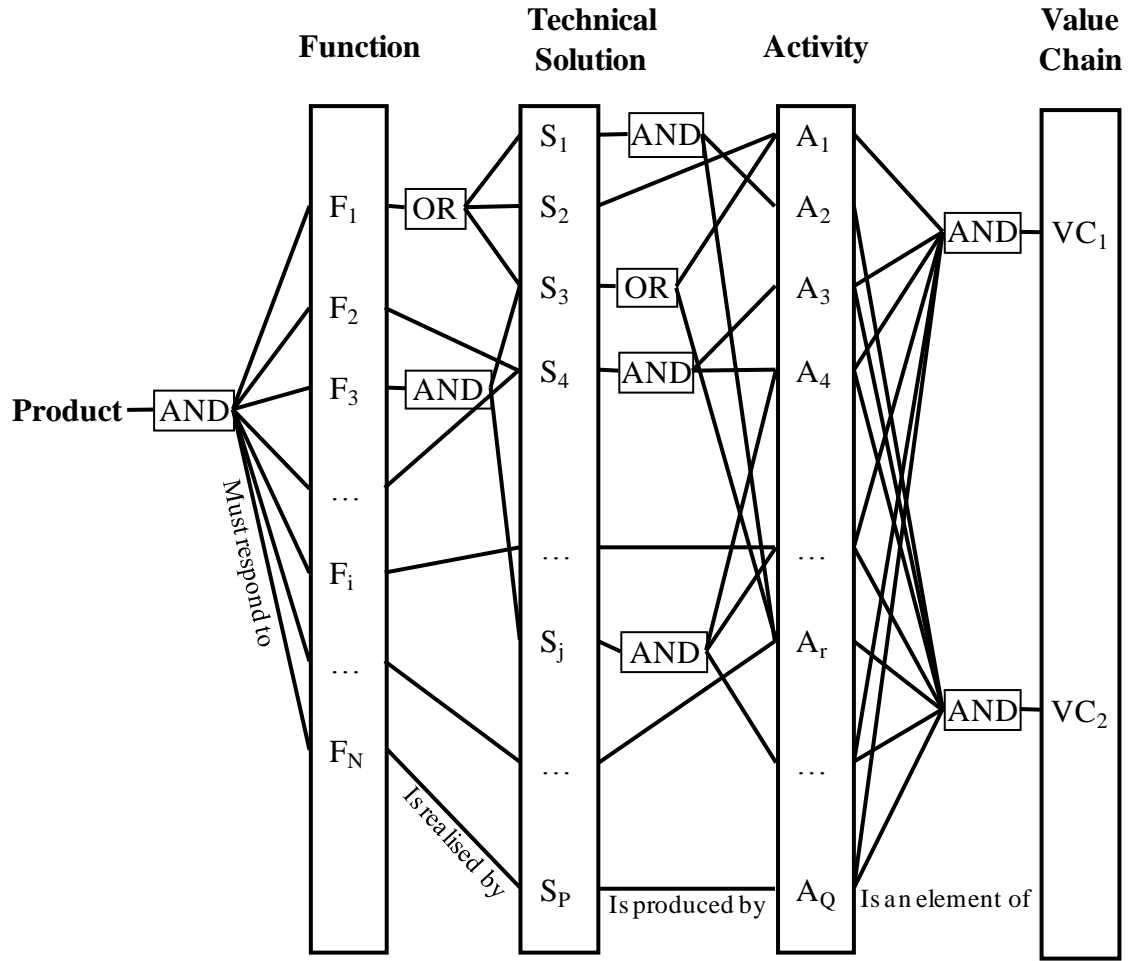 Function
Technical
Solution
Activity
Value
Chain
Product
AND
Must respond to
F1
F2
F3
...
Fi
...
FN
OR
AND
Is realised by
S1
S2
S3
S4
...
Sj
...
SP
AND
OR
AND
AND
Is produced by
A1
A2
A3
A4
...
Ar
...
AQ
Is an element of
AND
AND
VC1
VC2